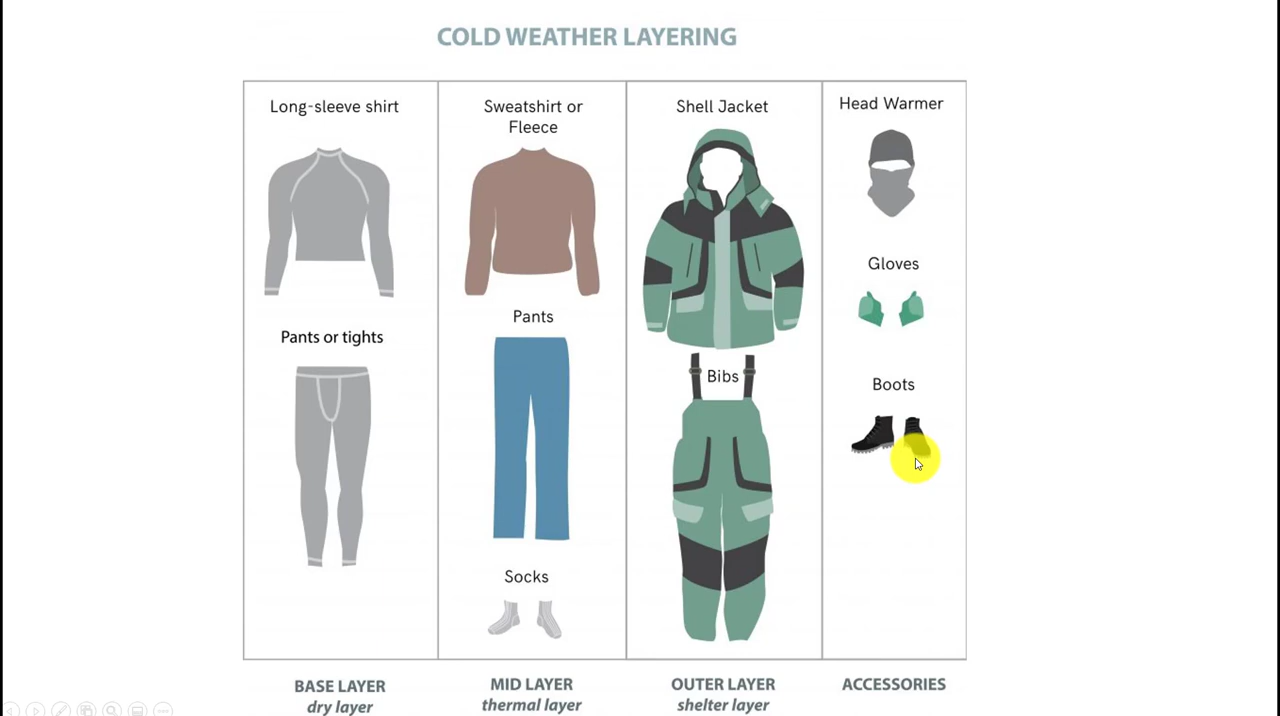 COLD WEATHER LAYERING
Long-sleeve shirt
Pants or tights
BASE LAYER
dry layer
Sweatshirt or
Fleece
Pants
Socks
MID LAYER
thermal layer
Shell Jacket
Bibs
OUTER LAYER
shelter layer
Head Warmer
Gloves
Boots
ACCESSORIES